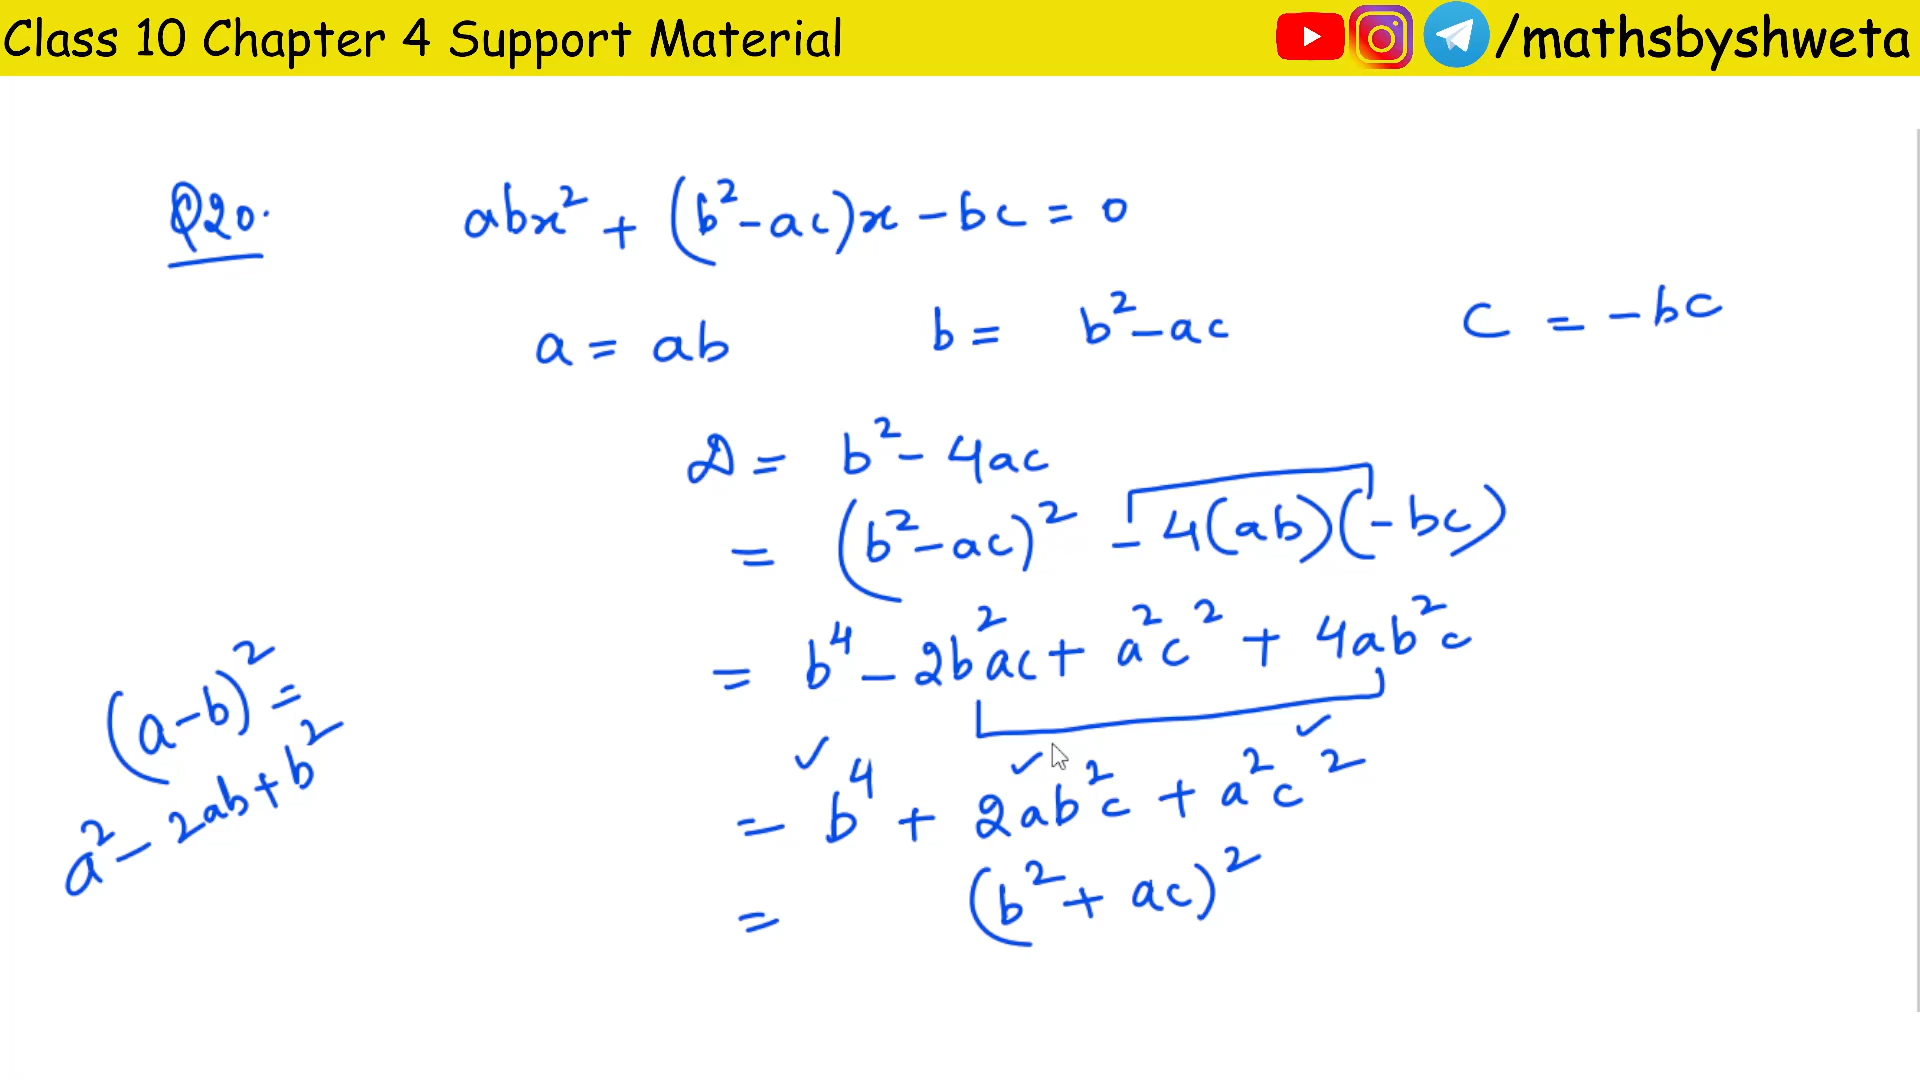 Class 10 Chapter 4 Support Material
/mathsbyshweta
Q20. abx² + (b²-ac)x - bc = 0
a = ab b = b²-ac c = -bc
D = b² - 4ac
= (b²-ac)² - 4(ab)(-bc)
= b⁴ - 2b²ac + a²c² + 4ab²c
= b⁴ + 2ab²c + a²c²
= (b² + ac)²
(a-b)² =
a² - 2ab + b²